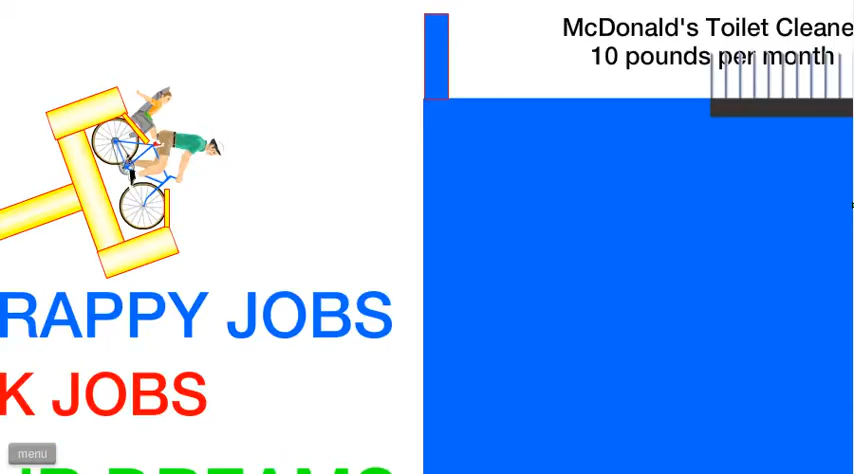 McDonald's Toilet Cleane
10 pounds per month
RAPPY JOBS
K JOBS
menu